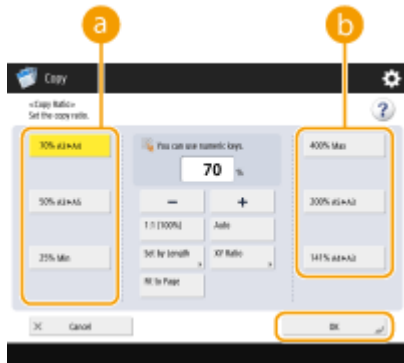 a
b
Copy
<Copy Ratio>
Set the copy ratio.
?
70% A3►A4
You can use numeric keys.
400% Max
70 %
50% A3►A5
-
+
200% A5►A3
1:1 (100%)
Auto
25% Min
Set by Length
XY Ratio
141% A4►A3
Fit to Page
× Cancel
OK